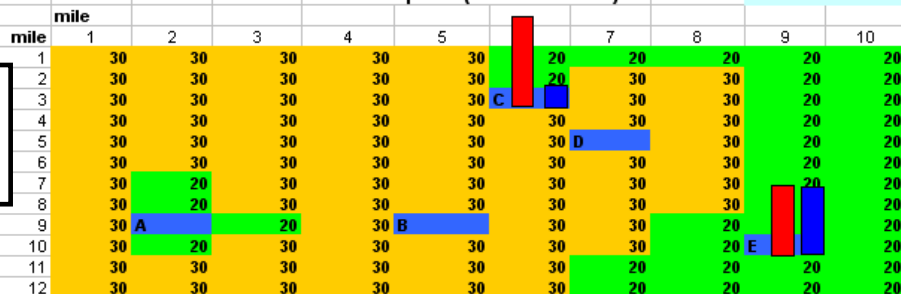 mile
mile 1 2 3 4 5 7 8 9 10
1 30 30 30 30 30 20 20 20 20 20
2 30 30 30 30 30 20 30 30 20 20
3 30 30 30 30 30 C 30 30 20 20
4 30 30 30 30 30 30 30 30 20 20
5 30 30 30 30 30 30 D 30 20 20
6 30 30 30 30 30 30 30 30 20 20
7 30 20 30 30 30 30 30 30 20 20
8 30 20 30 30 30 30 30 30 20
9 30 A 20 30 B 30 30 20 20
10 30 20 30 30 30 30 30 20 E 20
11 30 30 30 30 30 30 20 20 20 20
12 30 30 30 30 30 30 20 20 20 20